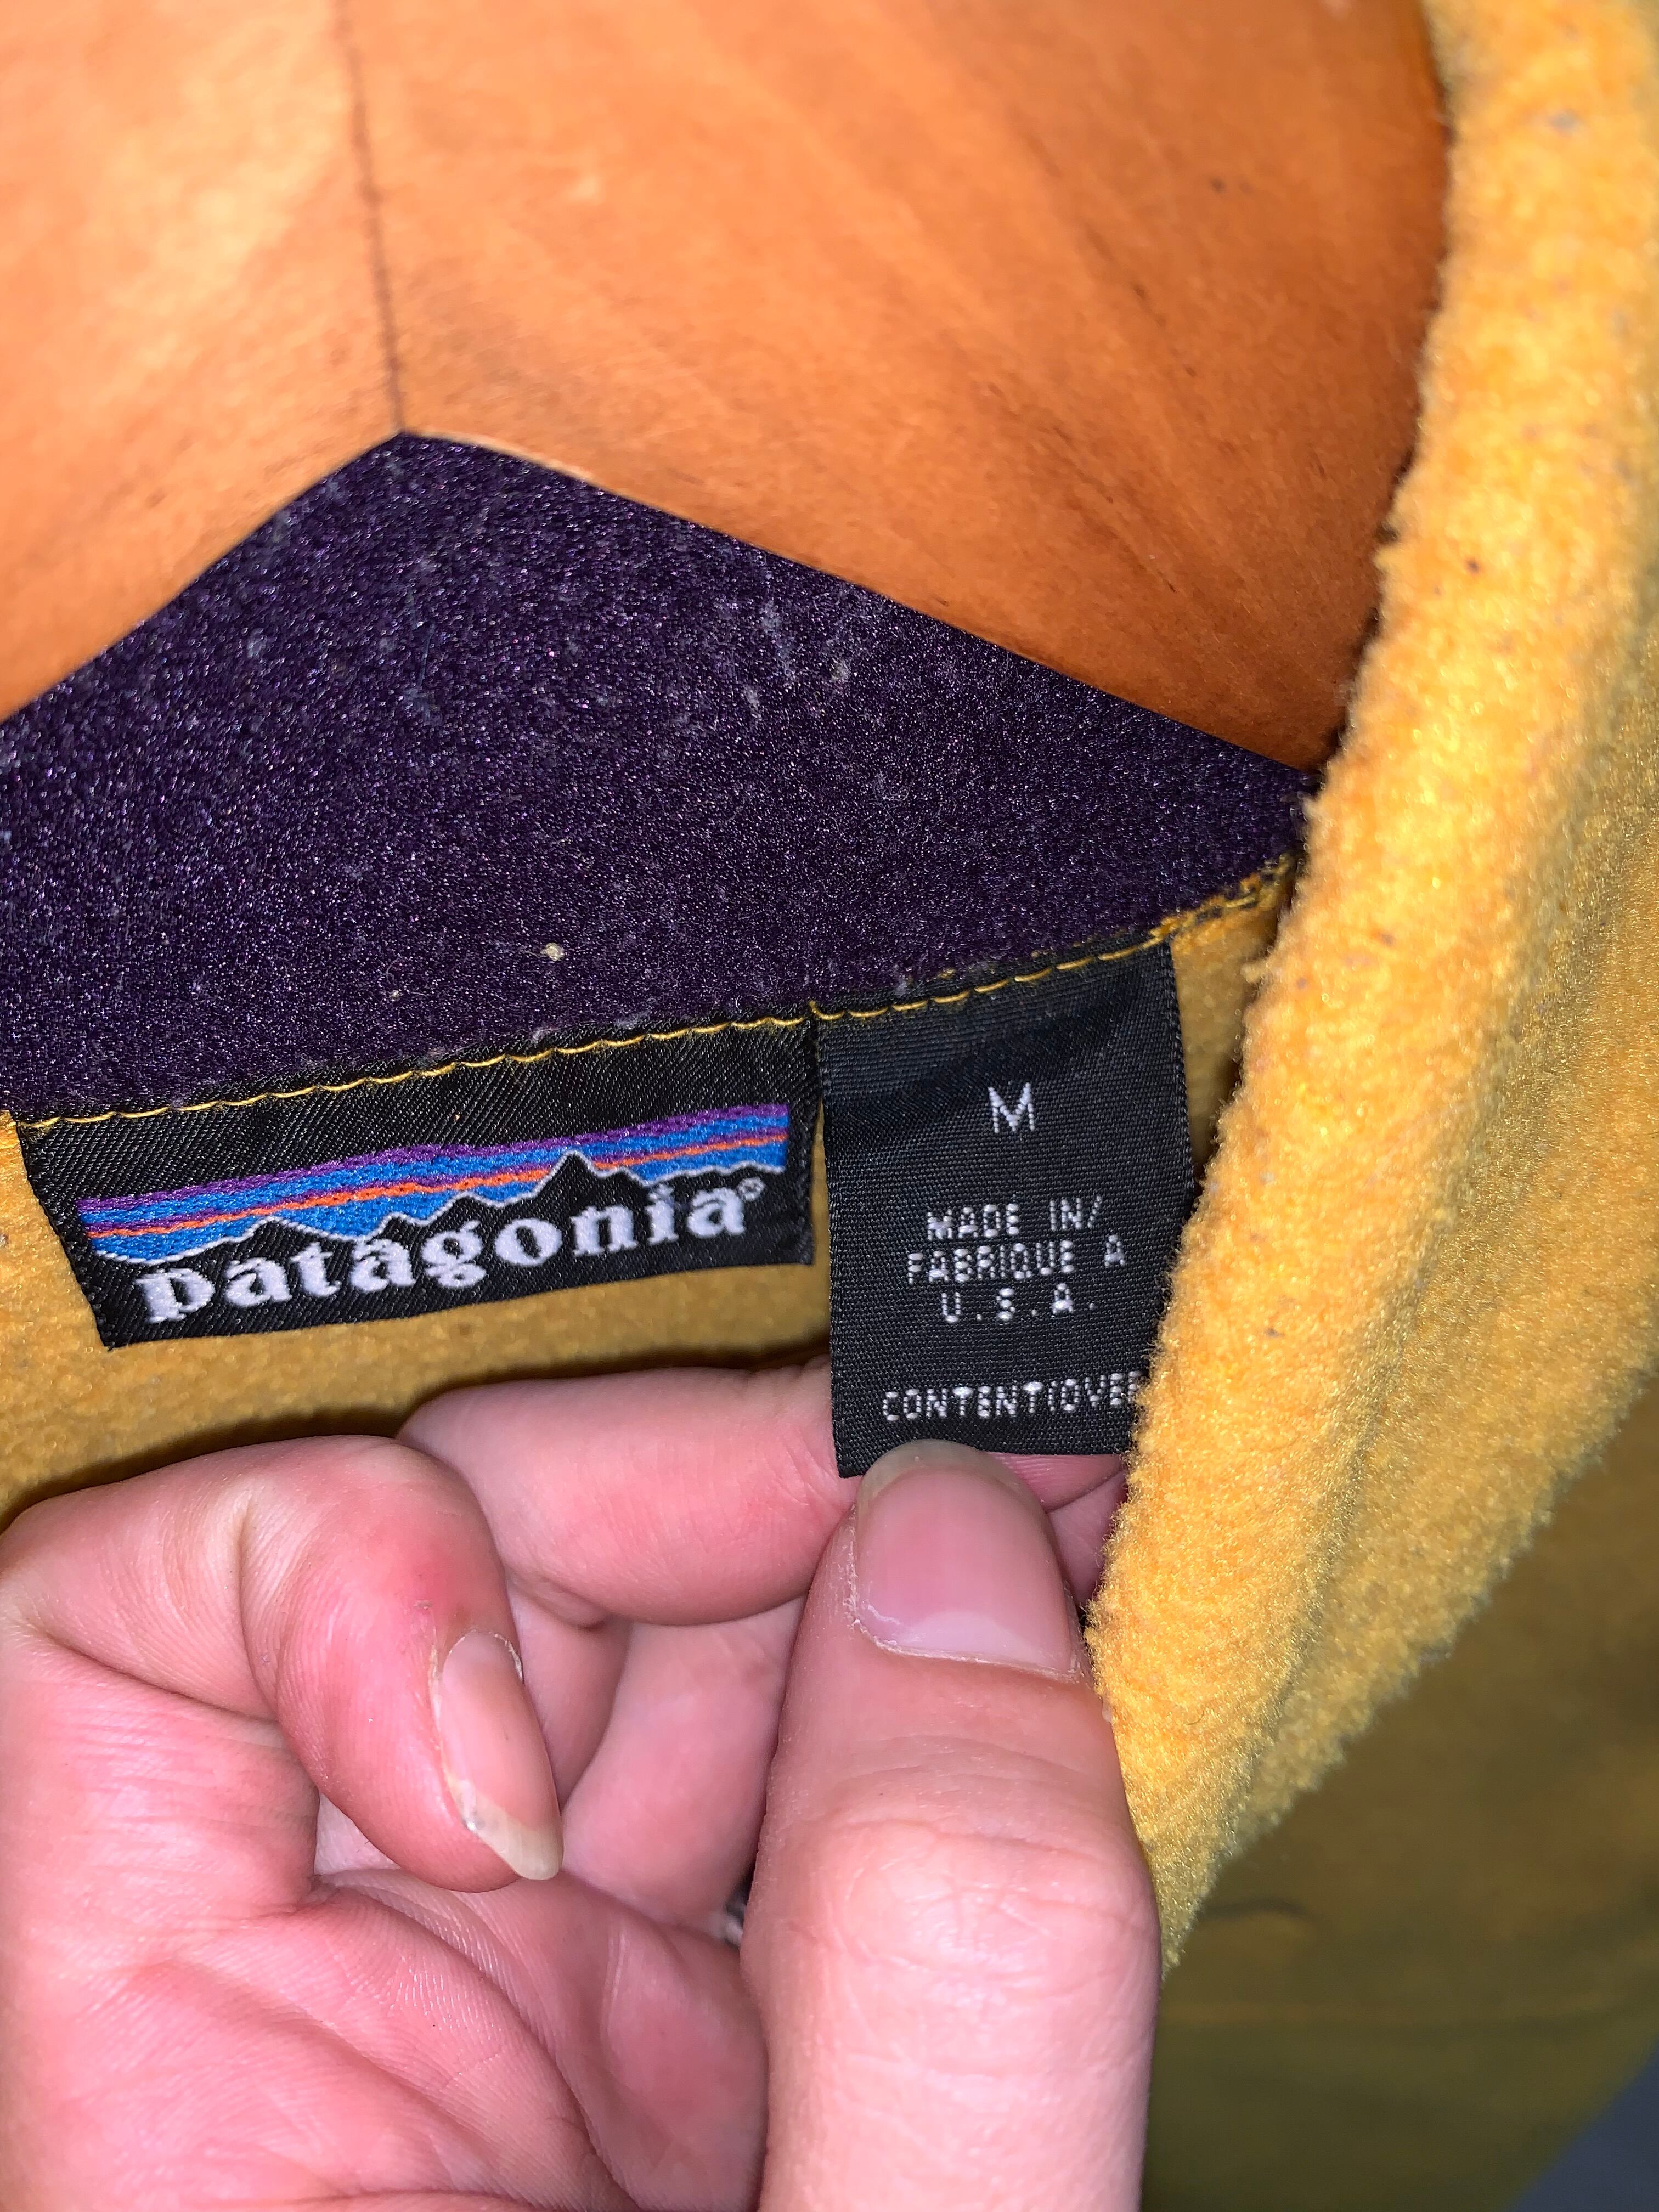 patagonia®
M
MADE IN/
FABRIQUE A
U.S.A.
CONTENT/OVER